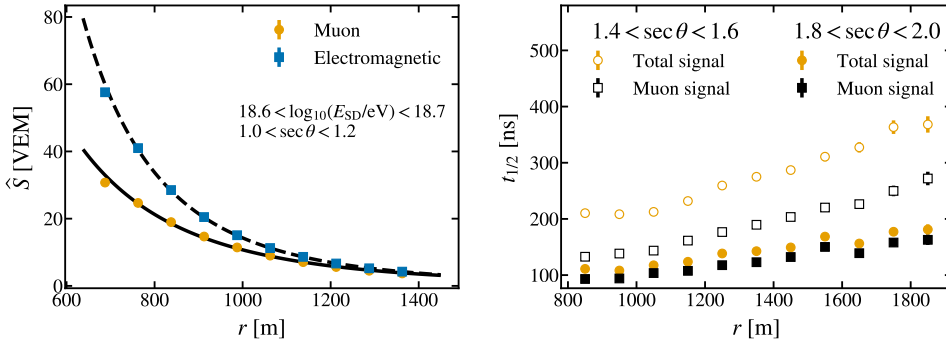 80
60
40
20
0
Ŝ [VEM]
Muon
Electromagnetic
18.6 < log₁₀(E_SD/eV) < 18.7
1.0 < sec θ < 1.2
600 800 1000 1200 1400
r [m]
500
400
300
200
100
t₁/₂ [ns]
1.4 < sec θ < 1.6 1.8 < sec θ < 2.0
Total signal Total signal
Muon signal Muon signal
800 1000 1200 1400 1600 1800
r [m]